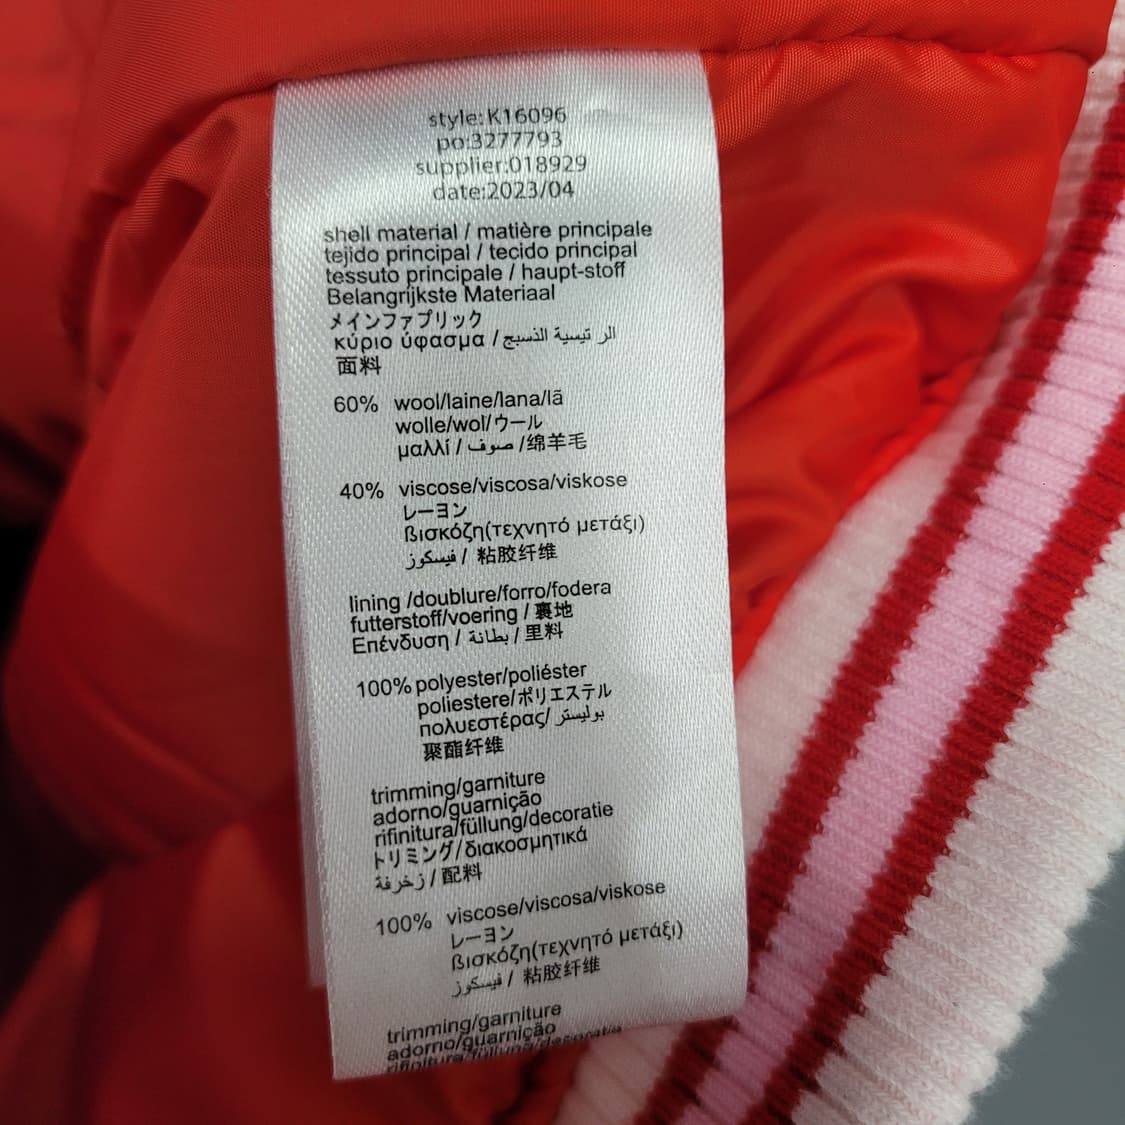 style:K16096
po:3277793
supplier:018929
date:2023/04
shell material / matière principale
tejido principal / tecido principal
tessuto principale / haupt-stoff
Belangrijkste Materiaal
メインファブリック
κύριο ύφασμα / الر تيسية الذسيج
面料
60% wool/laine/lana/lã
wolle/wol/ウール
μαλλί / صوف /绵羊毛
40% viscose/viscosa/viskose
レーヨン
βισκόζη(τεχνητό μετάξι)
فيسكوز / 粘胶纤维
lining /doublure/forro/fodera
futterstoff/voering / 裏地
Επένδυση / بطانة / 里料
100% polyester/poliéster
poliestere/ポリエステル
πολυεστέρας/ بوليستر
聚酯纤维
trimming/garniture
adorno/guarnição
rifinitura/füllung/decoratie
トリミング/διακοσμητικά
زخرفة / 配料
100% viscose/viscosa/viskose
レーヨン
βισκόζη(τεχνητό μετάξι)
فيسكوز / 粘胶纤维
trimming/garniture
adorno/guarnição
rifinitura/füllung/decoratie